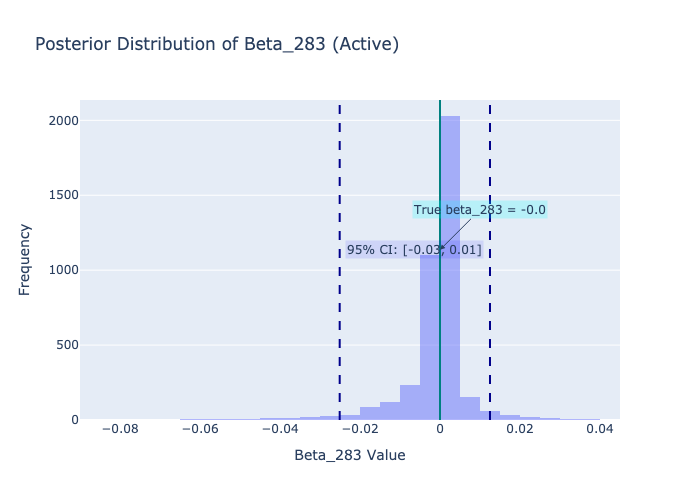 Posterior Distribution of Beta_283 (Active)
2000
1500
1000
500
0
Frequency
True beta_283 = -0.0
95% CI: [-0.03, 0.01]
−0.08
−0.06
−0.04
−0.02
0
0.02
0.04
Beta_283 Value